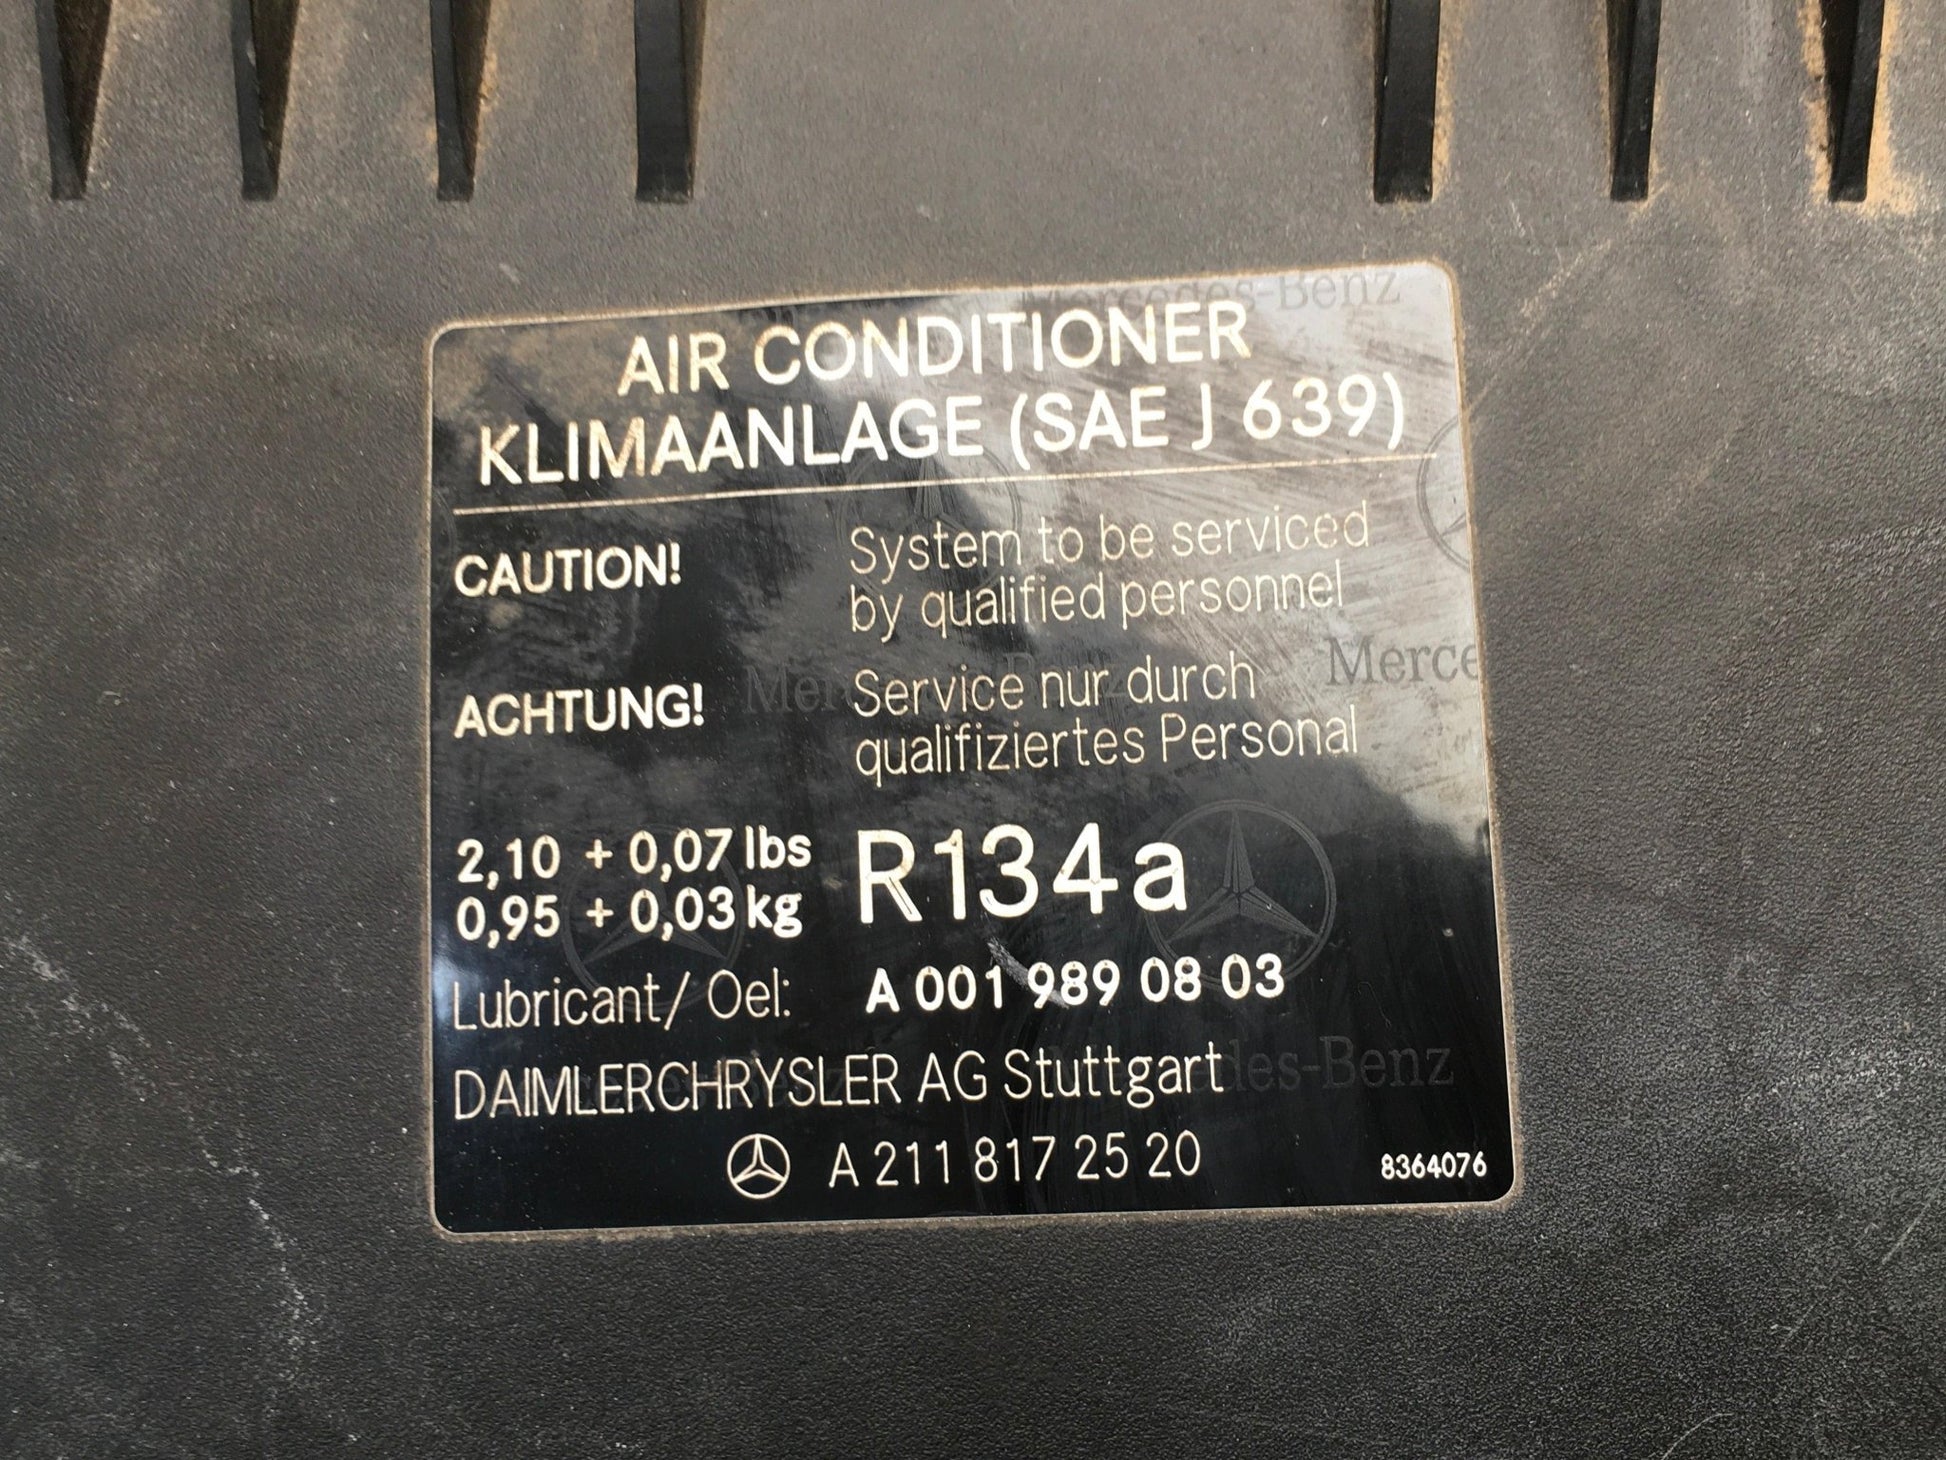 Mercedes-Benz
AIR CONDITIONER
KLIMAANLAGE (SAE J 639)
CAUTION!
System to be serviced
by qualified personnel
ACHTUNG!
Service nur durch
qualifiziertes Personal
2,10 + 0,07 lbs
0,95 + 0,03 kg
R134a
Lubricant/ Oel:
A 001 989 08 03
DAIMLERCHRYSLER AG Stuttgart
A 211 817 25 20
8364076